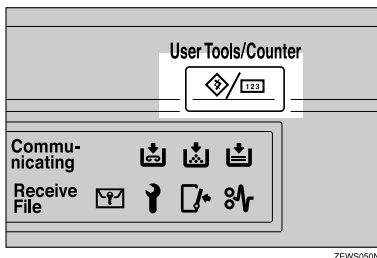 User Tools/Counter
123
Commu-
nicating
Receive
File
ZEWS050N